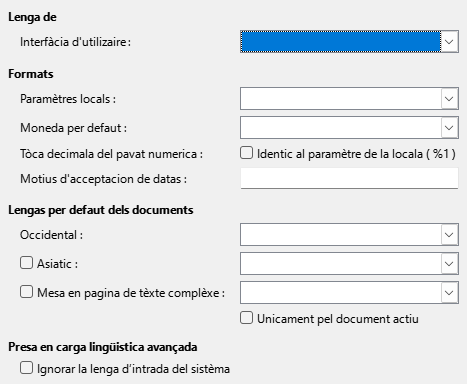 Lenga de
Interfàcia d'utilizaire :
Formats
Paramètres locals :
Moneda per defaut :
Tòca decimala del pavat numerica :
Identic al paramètre de la locala ( %1 )
Motius d'acceptacion de datas :
Lengas per defaut dels documents
Occidental :
Asiatic :
Mesa en pagina de tèxte complèxe :
Unicament pel document actiu
Presa en carga lingüistica avançada
Ignorar la lenga d’intrada del sistèma